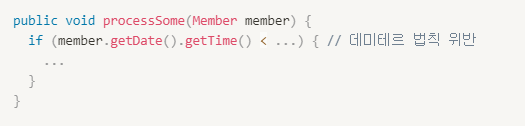 public void processSome(Member member) {
if (member.getDate().getTime() < ...) { // 데미테르 법칙 위반
...
}
}